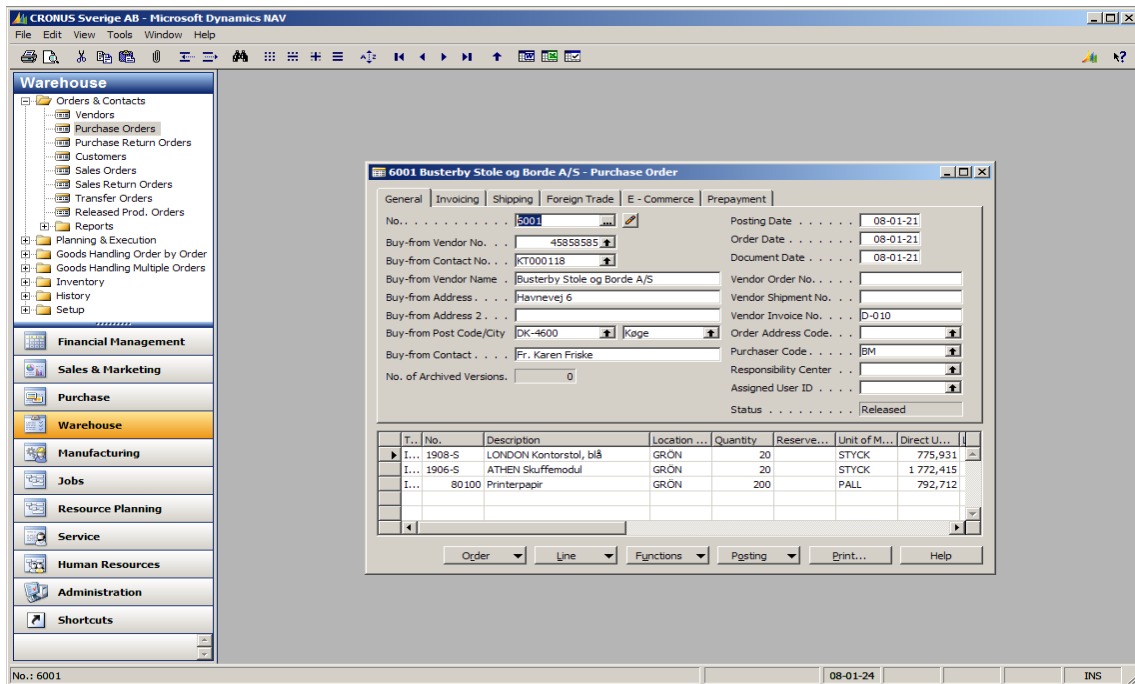 CRONUS Sverige AB - Microsoft Dynamics NAV
File Edit View Tools Window Help
Warehouse
Orders & Contacts
Vendors
Purchase Orders
Purchase Return Orders
Customers
Sales Orders
Sales Return Orders
Transfer Orders
Released Prod. Orders
Reports
Planning & Execution
Goods Handling Order by Order
Goods Handling Multiple Orders
Inventory
History
Setup
Financial Management
Sales & Marketing
Purchase
Warehouse
Manufacturing
Jobs
Resource Planning
Service
Human Resources
Administration
Shortcuts
6001 Busterby Stole og Borde A/S - Purchase Order
General Invoicing Shipping Foreign Trade E - Commerce Prepayment
No. . . . . . . . . . . . 6001 ...
Buy-from Vendor No. . . 45858585
Buy-from Contact No. . . KT000118
Buy-from Vendor Name . Busterby Stole og Borde A/S
Buy-from Address . . . . Havnevej 6
Buy-from Address 2 . . .
Buy-from Post Code/City DK-4600 Køge
Buy-from Contact . . . . Fr. Karen Friske
No. of Archived Versions. 0
Posting Date . . . . . . 08-01-21
Order Date . . . . . . . 08-01-21
Document Date . . . . . 08-01-21
Vendor Order No. . . . .
Vendor Shipment No. . .
Vendor Invoice No. . . . D-010
Order Address Code. . .
Purchaser Code . . . . . BM
Responsibility Center . .
Assigned User ID . . . .
Status . . . . . . . . . Released
T... No. Description Location ... Quantity Reserve... Unit of M... Direct U...
I... 1908-S LONDON Kontorstol, blå GRÖN 20 STYCK 775,931
I... 1906-S ATHEN Skuffemodul GRÖN 20 STYCK 1 772,415
I... 80100 Printerpapir GRÖN 200 PALL 792,712
Order Line Functions Posting Print... Help
No.: 6001 08-01-24 INS